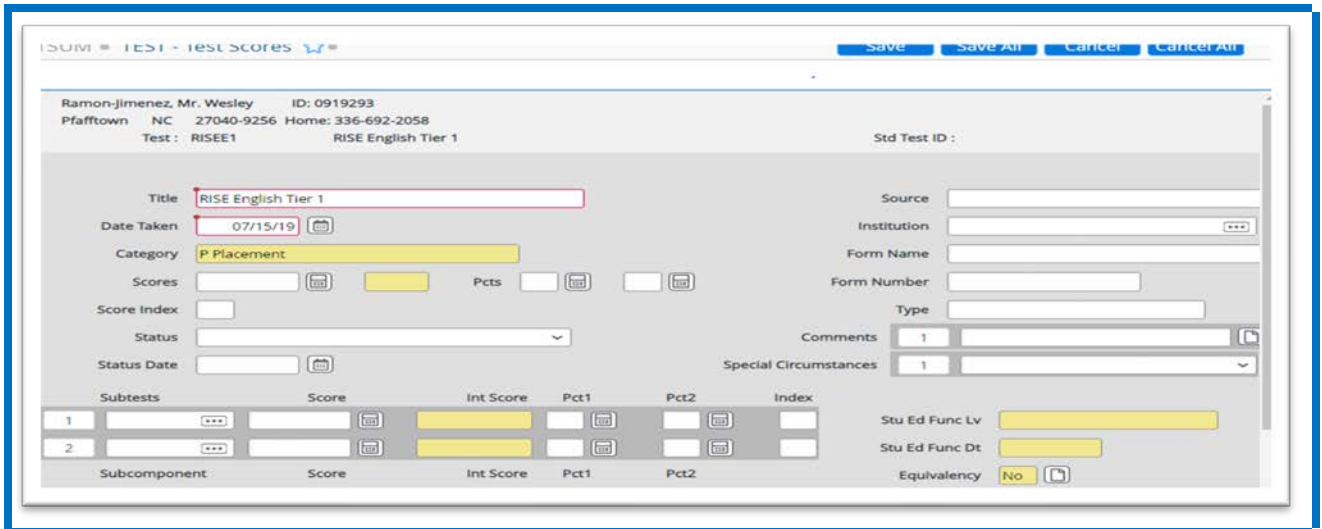 TSUM TEST - Test Scores Save Save All Cancel Cancel All
Ramon-Jimenez, Mr. Wesley ID: 0919293
Pfafftown NC 27040-9256 Home: 336-692-2058
Test : RISEE1 RISE English Tier 1 Std Test ID :
Title RISE English Tier 1 Source
Date Taken 07/15/19 Institution
Category P Placement Form Name
Scores Pcts Form Number
Score Index Type
Status Comments 1
Status Date Special Circumstances 1
Subtests Score Int Score Pct1 Pct2 Index
1 Stu Ed Func Lv
2 Stu Ed Func Dt
Subcomponent Score Int Score Pct1 Pct2 Equivalency No